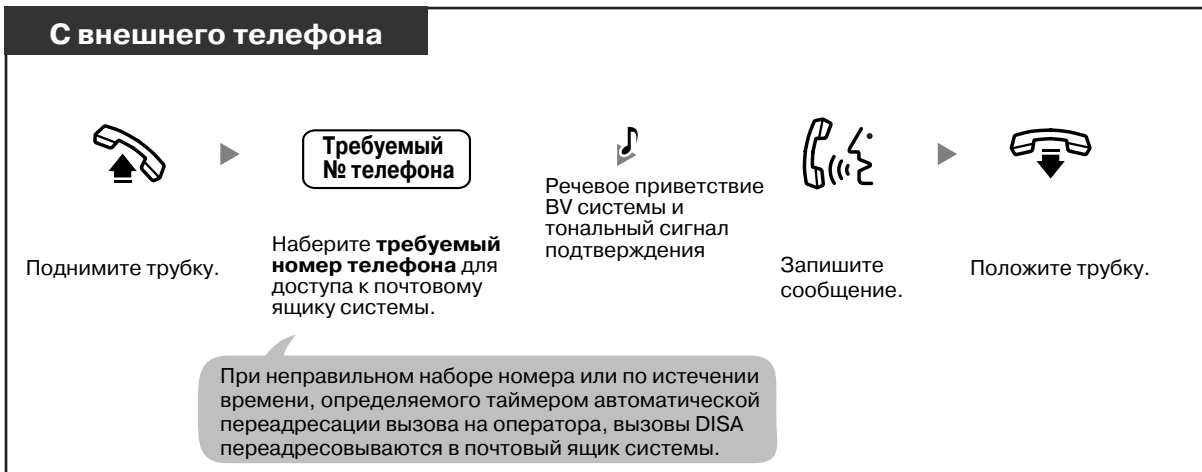 С внешнего телефона
Требуемый
№ телефона
Поднимите трубку.
Наберите требуемый
номер телефона для
доступа к почтовому
ящику системы.
Речевое приветствие
BV системы и
тональный сигнал
подтверждения
Запишите
сообщение.
Положите трубку.
При неправильном наборе номера или по истечении
времени, определяемого таймером автоматической
переадресации вызова на оператора, вызовы DISA
переадресовываются в почтовый ящик системы.